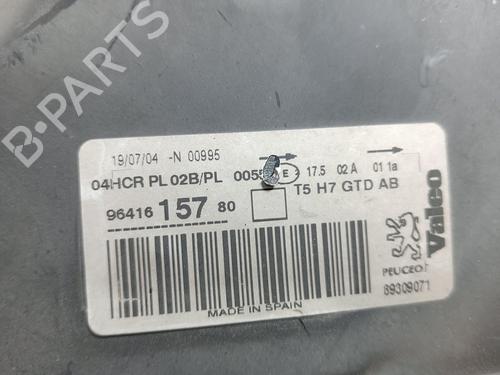 B-PARTS
19/07/04 -N 00995
04HCR PL 02B/PL E 17.5 02 A 01 1a
96416 157 80 T5 H7 GTD AB
MADE IN SPAIN
PEUGEOT
Valeo
89309071